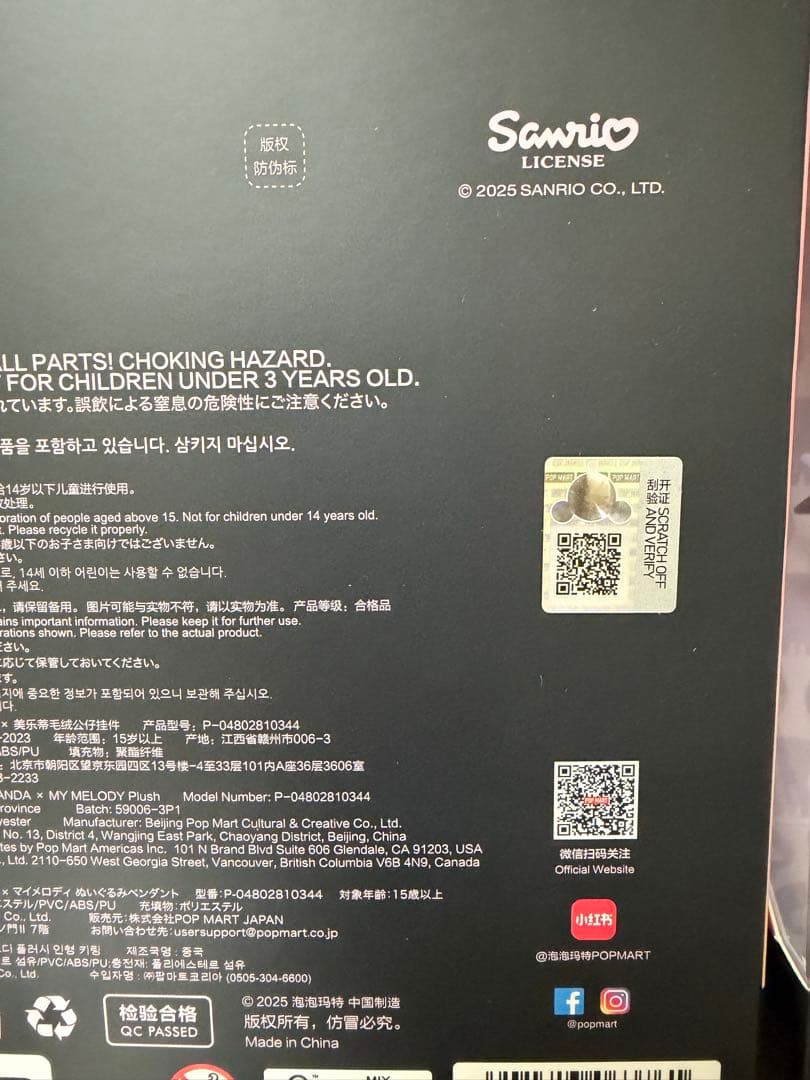 版权
防伪标
Sanrio
LICENSE
© 2025 SANRIO CO., LTD.
ALL PARTS! CHOKING HAZARD.
FOR CHILDREN UNDER 3 YEARS OLD.
れています。誤飲による窒息の危険性にご注意ください。
품을 포함하고 있습니다. 삼키지 마십시오.
POP MART
POP MART
开证 SCRATCH OFF
刮验 AND VERIFY
给14岁以下儿童进行使用。
处理。
oration of people aged above 15. Not for children under 14 years old.
. Please recycle it properly.
歳以下のお子さま向けではございません。
さい。
로, 14세 이하 어린이는 사용할 수 없습니다.
주세요.
，请保留备用。图片可能与实物不符，请以实物为准。 产品等级：合格品
ains important information. Please keep it for further use.
rations shown. Please refer to the actual product.
ださい。
に応じて保管しておいてください。
ます。
지에 중요한 정보가 포함되어 있으니 보관해 주십시오.
니다.
× 美乐蒂毛绒公仔挂件 产品型号：P-04802810344
-2023 年龄范围：15岁以上 产地：江西省赣州市006-3
ABS/PU 填充物：聚酯纤维
：北京市朝阳区望京东园四区13号楼-4至33层101内A座36层3606室
8-2233
ANDA × MY MELODY Plush Model Number: P-04802810344
rovince Batch: 59006-3P1
yester Manufacturer: Beijing Pop Mart Cultural & Creative Co., Ltd.
No. 13, District 4, Wangjing East Park, Chaoyang District, Beijing, China
tes by Pop Mart Americas Inc. 101 N Brand Blvd Suite 606 Glendale, CA 91203, USA
., Ltd. 2110-650 West Georgia Street, Vancouver, British Columbia V6B 4N9, Canada
× マイメロディ ぬいぐるみペンダント 型番:P-04802810344 対象年齢:15歳以上
エステル/PVC/ABS/PU 充填物:ポリエステル
Co., Ltd. 販売元:株式会社POP MART JAPAN
ノ門II 7階 お問い合わせ先:usersupport@popmart.co.jp
로디 플러시 인형 키링 제조국명 : 중국
르 섬유/PVC/ABS/PU;충전재: 폴리에스테르 섬유
Co., Ltd. 수입자명 : ㈜팝마트코리아 (0505-304-6600)
POP MART
微信扫码关注
Official Website
小红书
@泡泡玛特POPMART
@popmart
检验合格
QC PASSED
© 2025 泡泡玛特 中国制造
版权所有，仿冒必究。
Made in China
MIX